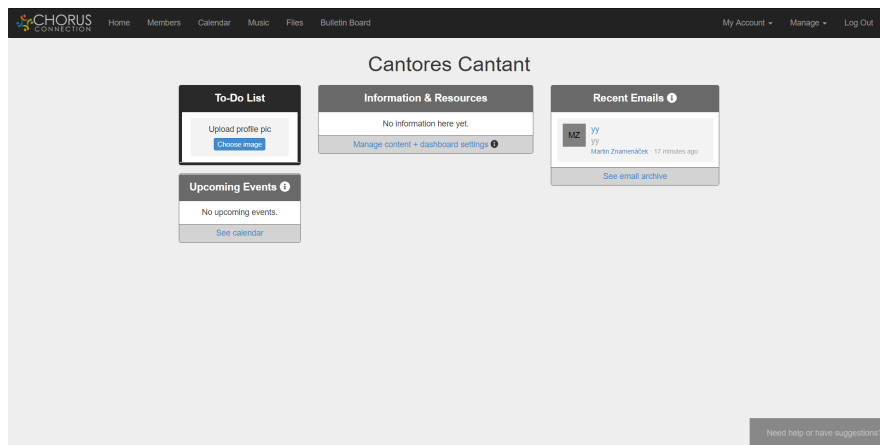 CHORUS
CONNECTION
Home Members Calendar Music Files Bulletin Board My Account Manage Log Out
Cantores Cantant
To-Do List
Upload profile pic
Choose image
Upcoming Events
No upcoming events.
See calendar
Information & Resources
No information here yet.
Manage content + dashboard settings
Recent Emails
MZ
yy
yy
Martin Znamenáček 17 minutes ago
See email archive
Need help or have suggestions?